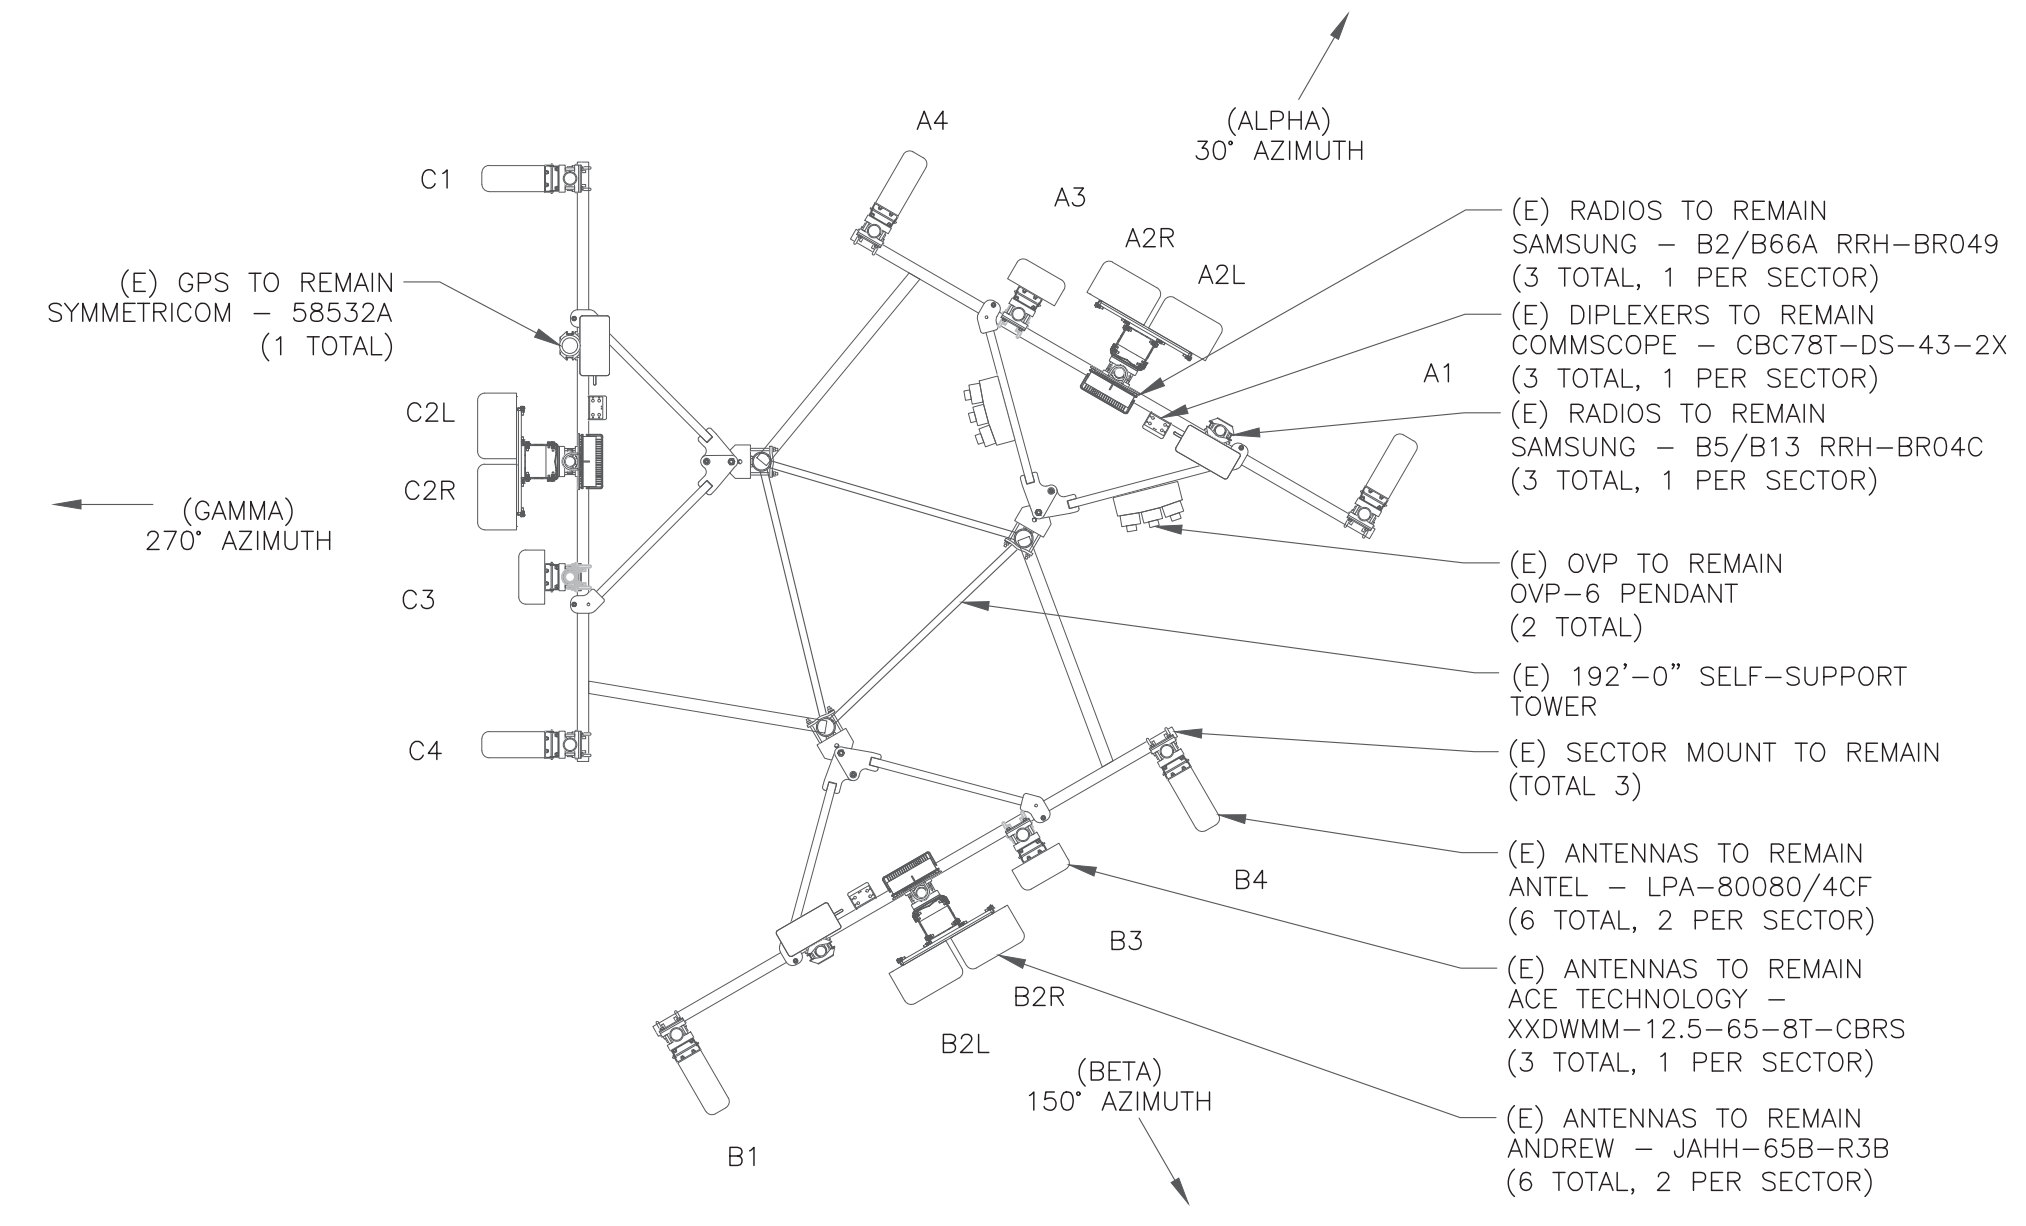 A4
(ALPHA)
30° AZIMUTH
C1
A3
A2R
A2L
A1
(E) GPS TO REMAIN
SYMMETRICOM – 58532A
(1 TOTAL)
C2L
C2R
(GAMMA)
270° AZIMUTH
C3
C4
(E) RADIOS TO REMAIN
SAMSUNG – B2/B66A RRH–BR049
(3 TOTAL, 1 PER SECTOR)
(E) DIPLEXERS TO REMAIN
COMMSCOPE – CBC78T–DS–43–2X
(3 TOTAL, 1 PER SECTOR)
(E) RADIOS TO REMAIN
SAMSUNG – B5/B13 RRH–BR04C
(3 TOTAL, 1 PER SECTOR)
(E) OVP TO REMAIN
OVP–6 PENDANT
(2 TOTAL)
(E) 192'–0" SELF–SUPPORT
TOWER
(E) SECTOR MOUNT TO REMAIN
(TOTAL 3)
(E) ANTENNAS TO REMAIN
ANTEL – LPA–80080/4CF
(6 TOTAL, 2 PER SECTOR)
(E) ANTENNAS TO REMAIN
ACE TECHNOLOGY –
XXDWMM–12.5–65–8T–CBRS
(3 TOTAL, 1 PER SECTOR)
(E) ANTENNAS TO REMAIN
ANDREW – JAHH–65B–R3B
(6 TOTAL, 2 PER SECTOR)
B4
B3
B2R
B2L
(BETA)
150° AZIMUTH
B1